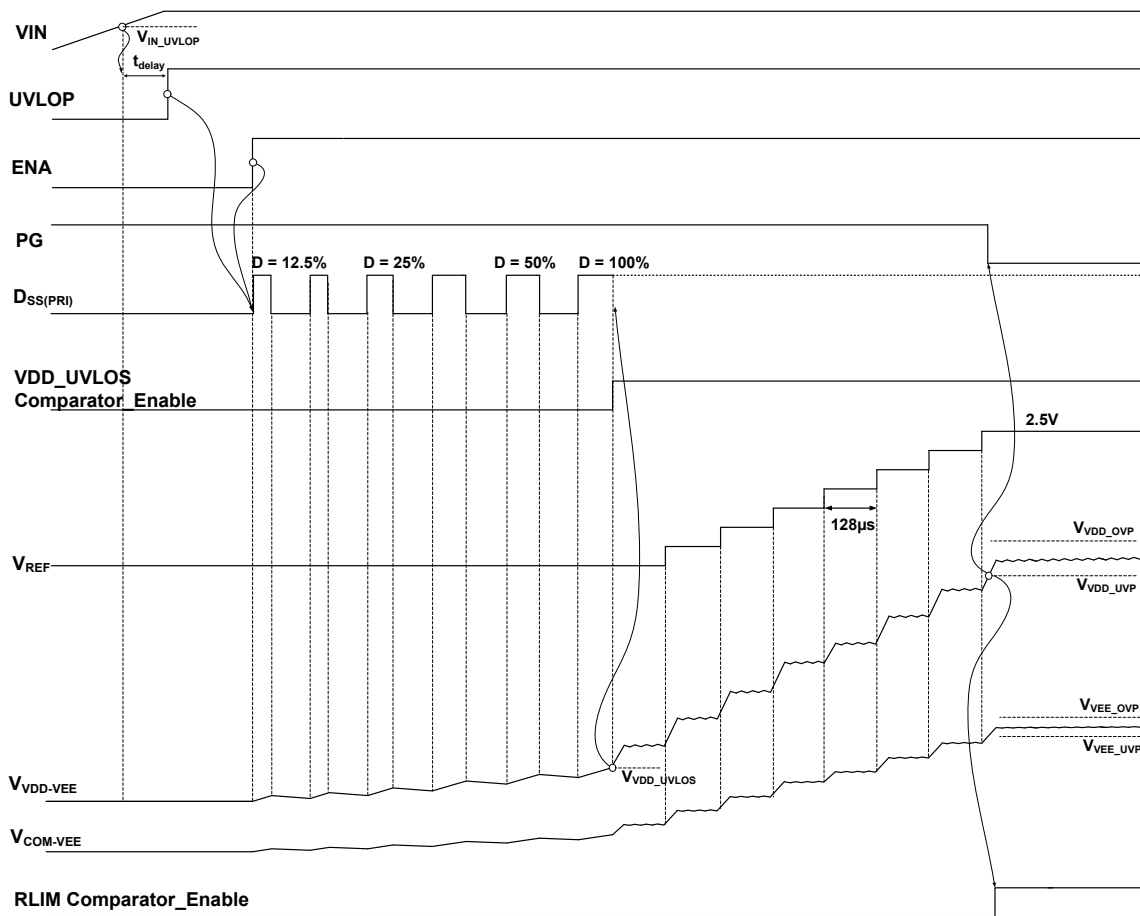 VIN
VIN_UVLOP
tdelay
UVLOP
ENA
PG
D = 12.5% D = 25% D = 50% D = 100%
DSS(PRI)
VDD_UVLOS
Comparator_Enable
2.5V
128µs
VVDD_OVP
VREF
VVDD_UVP
VVEE_OVP
VVEE_UVP
VVDD_UVLOS
VVDD-VEE
VCOM-VEE
RLIM Comparator_Enable